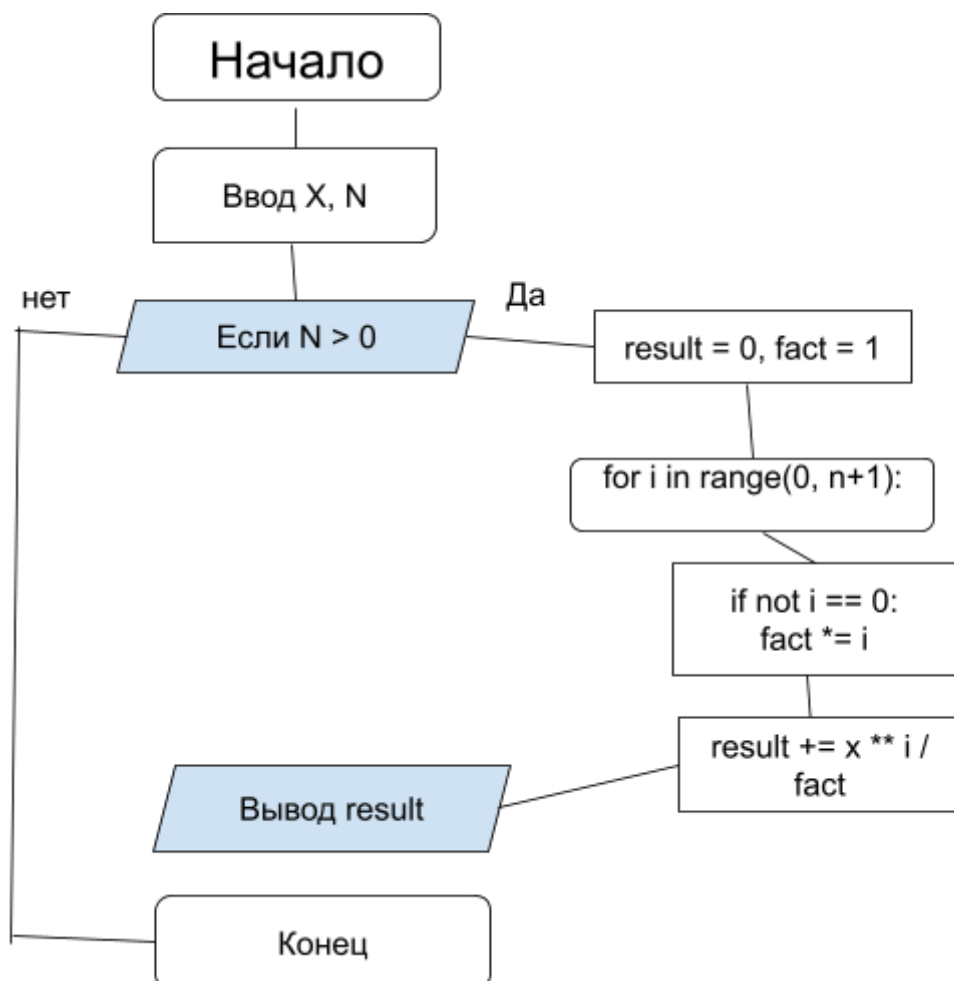 Начало
Ввод X, N
нет
Если N > 0
Да
result = 0, fact = 1
for i in range(0, n+1):
if not i == 0:
fact *= i
result += x ** i /
fact
Вывод result
Конец